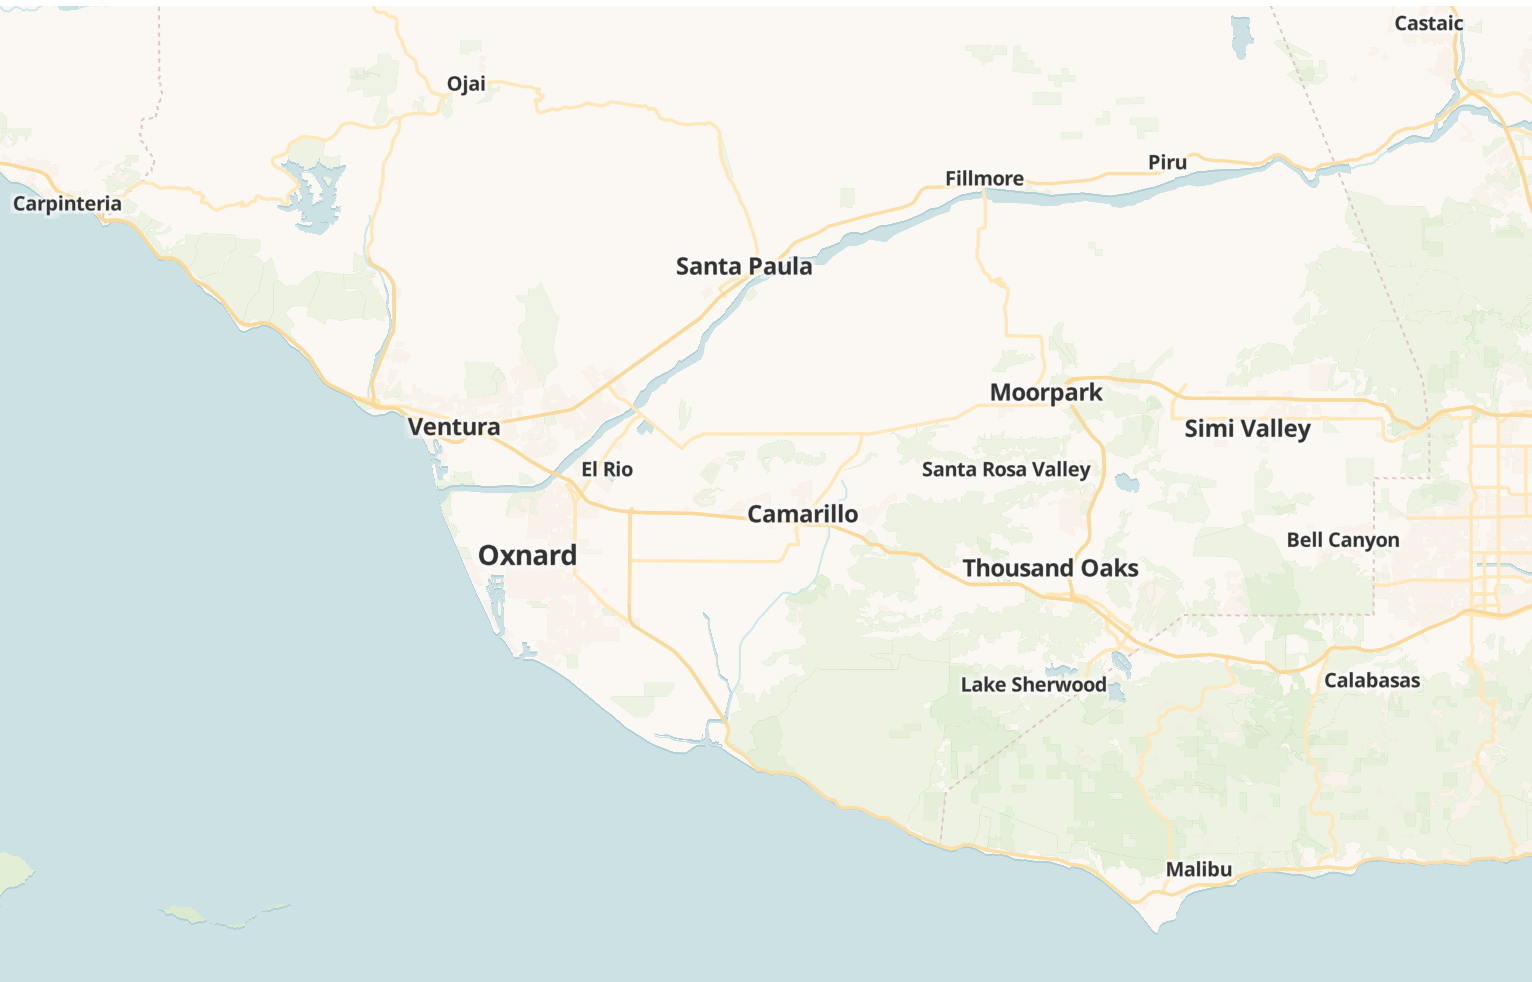 Castaic
Ojai
Piru
Fillmore
Carpinteria
Santa Paula
Moorpark
Ventura
Simi Valley
El Rio
Santa Rosa Valley
Camarillo
Bell Canyon
Oxnard
Thousand Oaks
Lake Sherwood
Calabasas
Malibu